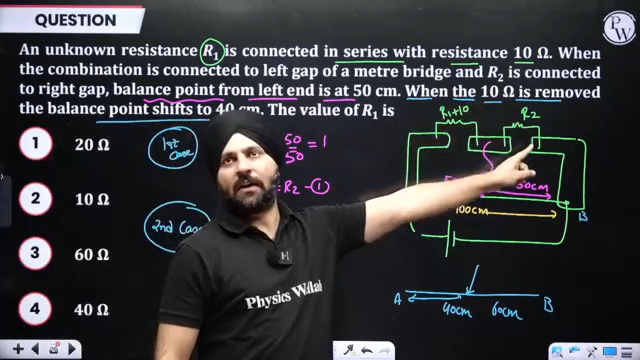 QUESTION
PW
An unknown resistance R1 is connected in series with resistance 10 Ω. When
the combination is connected to left gap of a metre bridge and R2 is connected
to right gap, balance point from left end is at 50 cm. When the 10 Ω is removed
the balance point shifts to 40 cm. The value of R1 is
1 20 Ω
2 10 Ω
3 60 Ω
4 40 Ω
1st Case
50/50 = 1
= R2 - ①
2nd Case
R1+10
R2
50cm
100cm
B
A
B
40cm
60cm
H
Physics Wallah